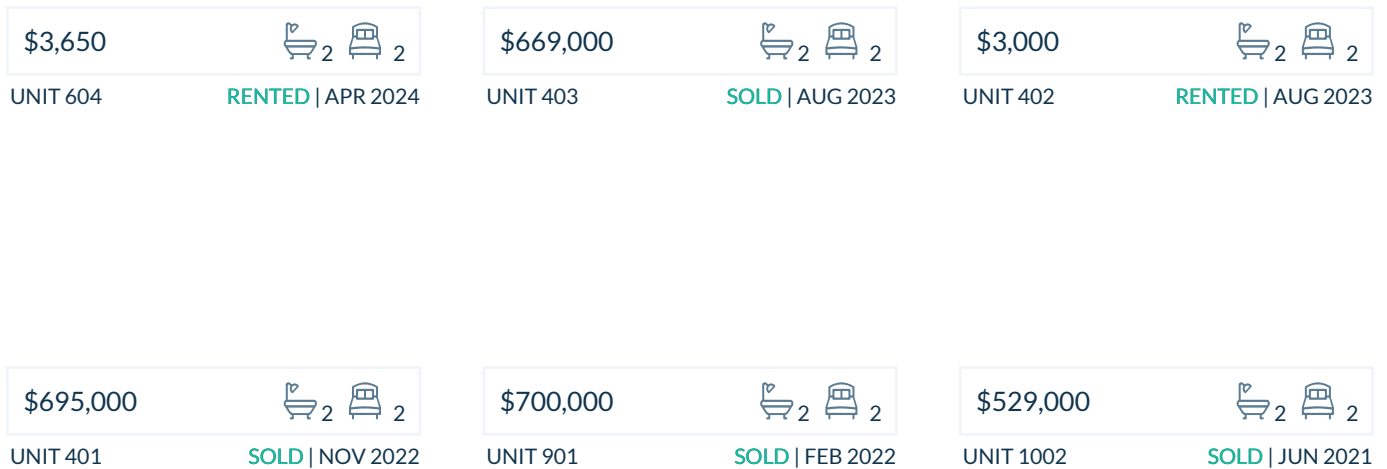 $3,650 2 2
UNIT 604 RENTED | APR 2024
$669,000 2 2
UNIT 403 SOLD | AUG 2023
$3,000 2 2
UNIT 402 RENTED | AUG 2023
$695,000 2 2
UNIT 401 SOLD | NOV 2022
$700,000 2 2
UNIT 901 SOLD | FEB 2022
$529,000 2 2
UNIT 1002 SOLD | JUN 2021